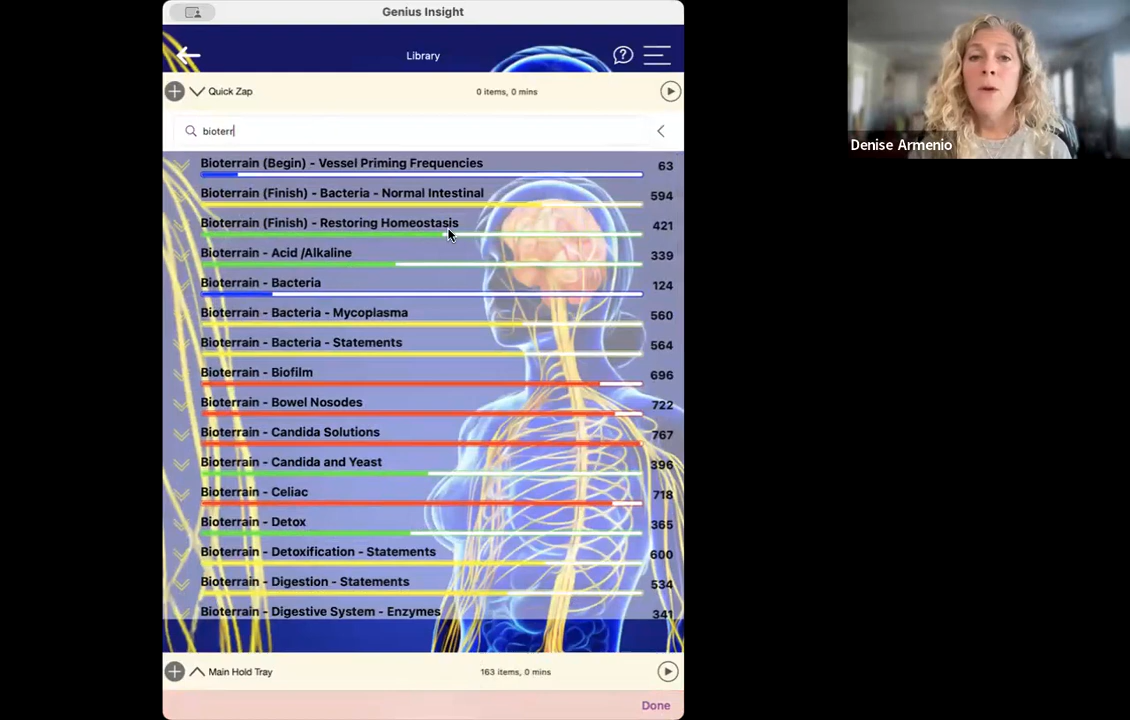 Genius Insight
Library
Quick Zap 0 items, 0 mins
bioterr
Bioterrain (Begin) - Vessel Priming Frequencies 63
Bioterrain (Finish) - Bacteria - Normal Intestinal 594
Bioterrain (Finish) - Restoring Homeostasis 421
Bioterrain - Acid /Alkaline 339
Bioterrain - Bacteria 124
Bioterrain - Bacteria - Mycoplasma 560
Bioterrain - Bacteria - Statements 564
Bioterrain - Biofilm 696
Bioterrain - Bowel Nosodes 722
Bioterrain - Candida Solutions 767
Bioterrain - Candida and Yeast 396
Bioterrain - Celiac 718
Bioterrain - Detox 365
Bioterrain - Detoxification - Statements 600
Bioterrain - Digestion - Statements 534
Bioterrain - Digestive System - Enzymes 341
Main Hold Tray 163 items, 0 mins
Done
Denise Armenio